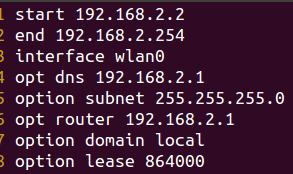 1 start 192.168.2.2
2 end 192.168.2.254
3 interface wlan0
4 opt dns 192.168.2.1
5 option subnet 255.255.255.0
6 opt router 192.168.2.1
7 option domain local
8 option lease 864000